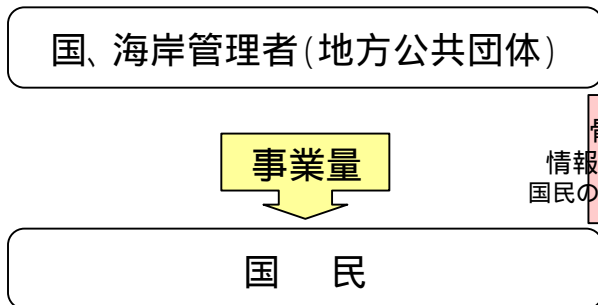 国、海岸管理者(地方公共団体)
事業量
情報
国民の
国　民